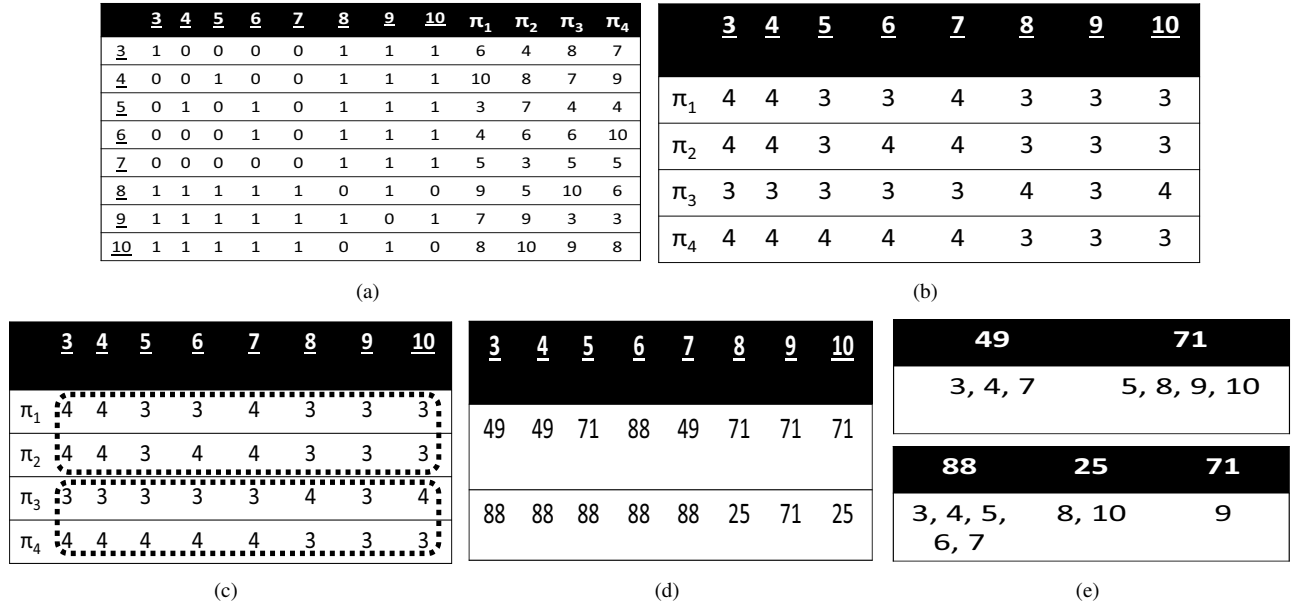 3 4 5 6 7 8 9 10 π1 π2 π3 π4
3 1 0 0 0 0 1 1 1 6 4 8 7
4 0 0 1 0 0 1 1 1 10 8 7 9
5 0 1 0 1 0 1 1 1 3 7 4 4
6 0 0 0 1 0 1 1 1 4 6 6 10
7 0 0 0 0 0 1 1 1 5 3 5 5
8 1 1 1 1 1 0 1 0 9 5 10 6
9 1 1 1 1 1 1 0 1 7 9 3 3
10 1 1 1 1 1 0 1 0 8 10 9 8
(a)
3 4 5 6 7 8 9 10
π1 4 4 3 3 4 3 3 3
π2 4 4 3 4 4 3 3 3
π3 3 3 3 3 3 4 3 4
π4 4 4 4 4 4 3 3 3
(b)
3 4 5 6 7 8 9 10
π1 4 4 3 3 4 3 3 3
π2 4 4 3 4 4 3 3 3
π3 3 3 3 3 3 4 3 4
π4 4 4 4 4 4 3 3 3
(c)
3 4 5 6 7 8 9 10
49 49 71 88 49 71 71 71
88 88 88 88 88 25 71 25
(d)
49 71
3, 4, 7 5, 8, 9, 10
88 25 71
3, 4, 5, 8, 10 9
6, 7
(e)